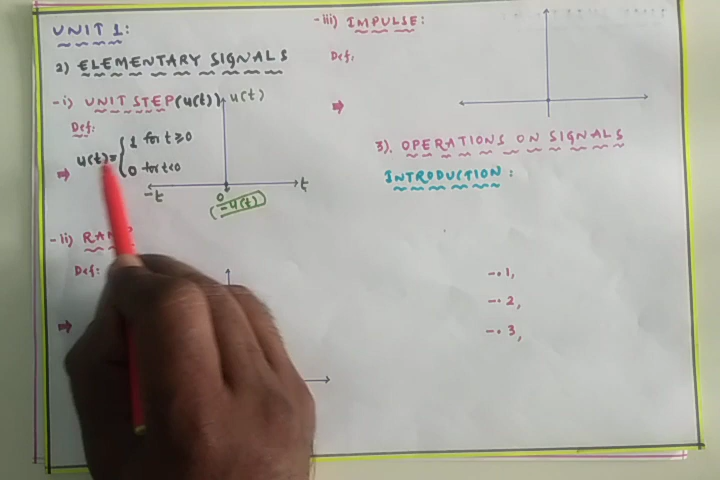 UNIT 1:
2) ELEMENTARY SIGNALS
-i) UNIT STEP (u(t))
u(t)
Def:
u(t)= { 1 for t≥0
0 for t<0
-t 0 t
(-u(t))
-ii)
Def:
-iii) IMPULSE:
Def:
3). OPERATIONS ON SIGNALS
INTRODUCTION:
-. 1,
-. 2,
-. 3,